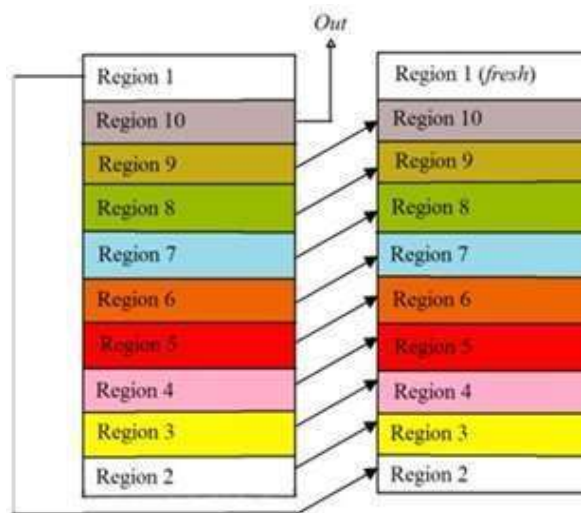 Out
Region 1
Region 10
Region 9
Region 8
Region 7
Region 6
Region 5
Region 4
Region 3
Region 2
Region 1 (fresh)
Region 10
Region 9
Region 8
Region 7
Region 6
Region 5
Region 4
Region 3
Region 2